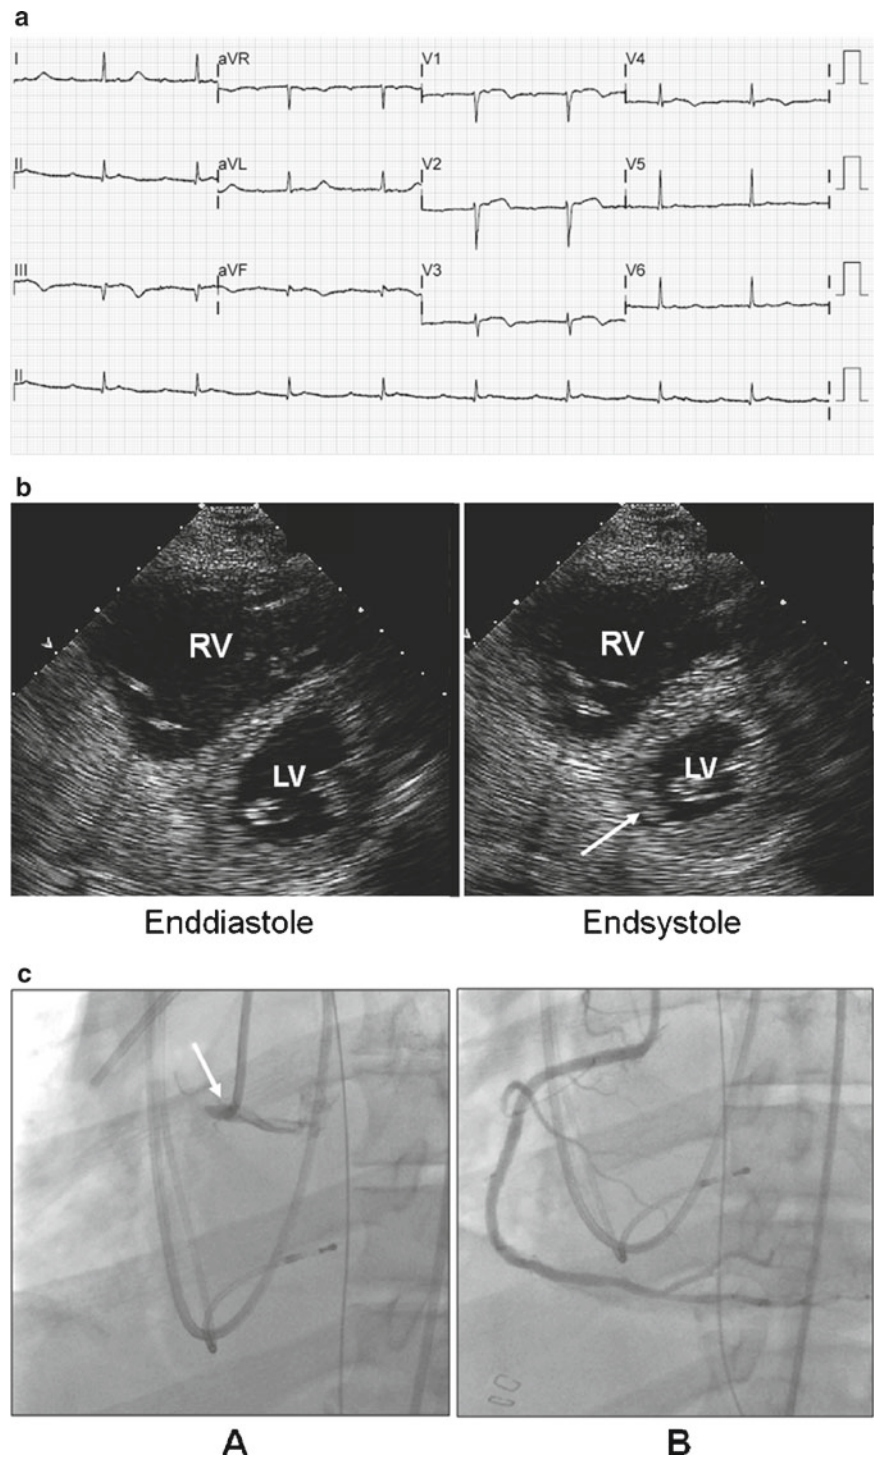 a
I aVR V1 V4
II aVL V2 V5
III aVF V3 V6
II
b
RV RV
LV LV
Enddiastole Endsystole
c
A B